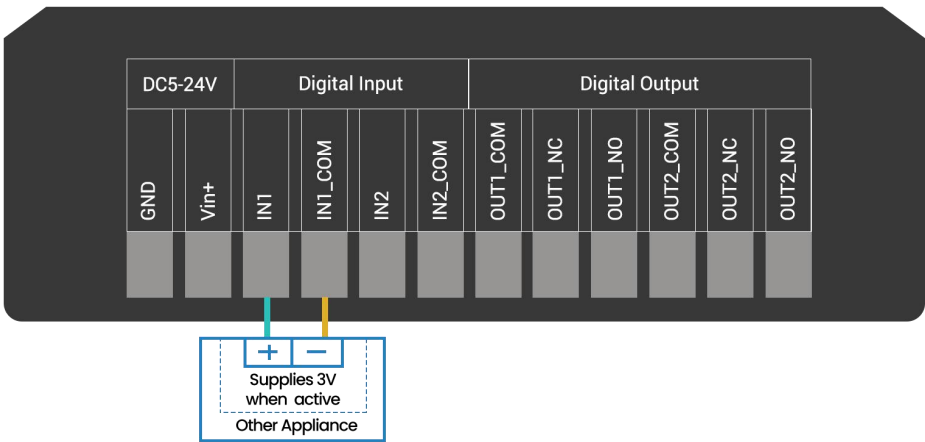 DC5-24V
Digital Input
Digital Output
GND
Vin+
IN1
IN1_COM
IN2
IN2_COM
OUT1_COM
OUT1_NC
OUT1_NO
OUT2_COM
OUT2_NC
OUT2_NO
+
−
Supplies 3V
when active
Other Appliance